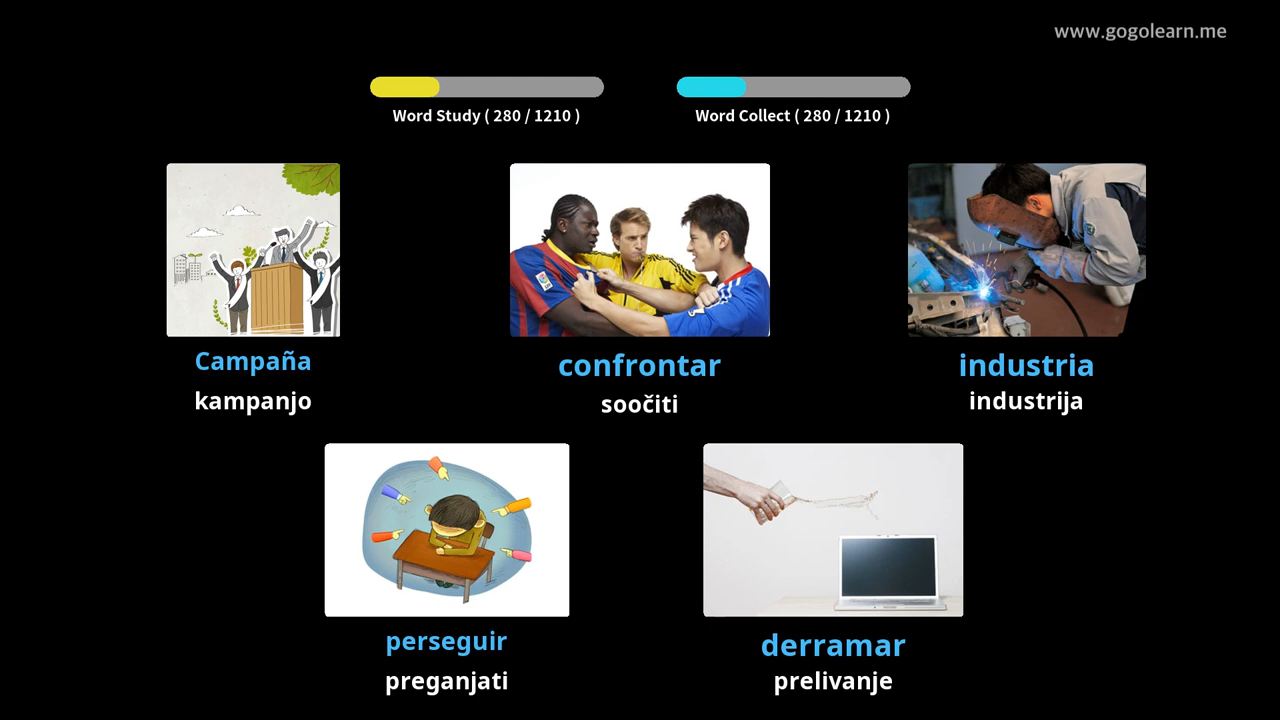 www.gogolearn.me
Word Study ( 280 / 1210 )
Word Collect ( 280 / 1210 )
Campaña
kampanjo
confrontar
soočiti
industria
industrija
perseguir
preganjati
derramar
prelivanje